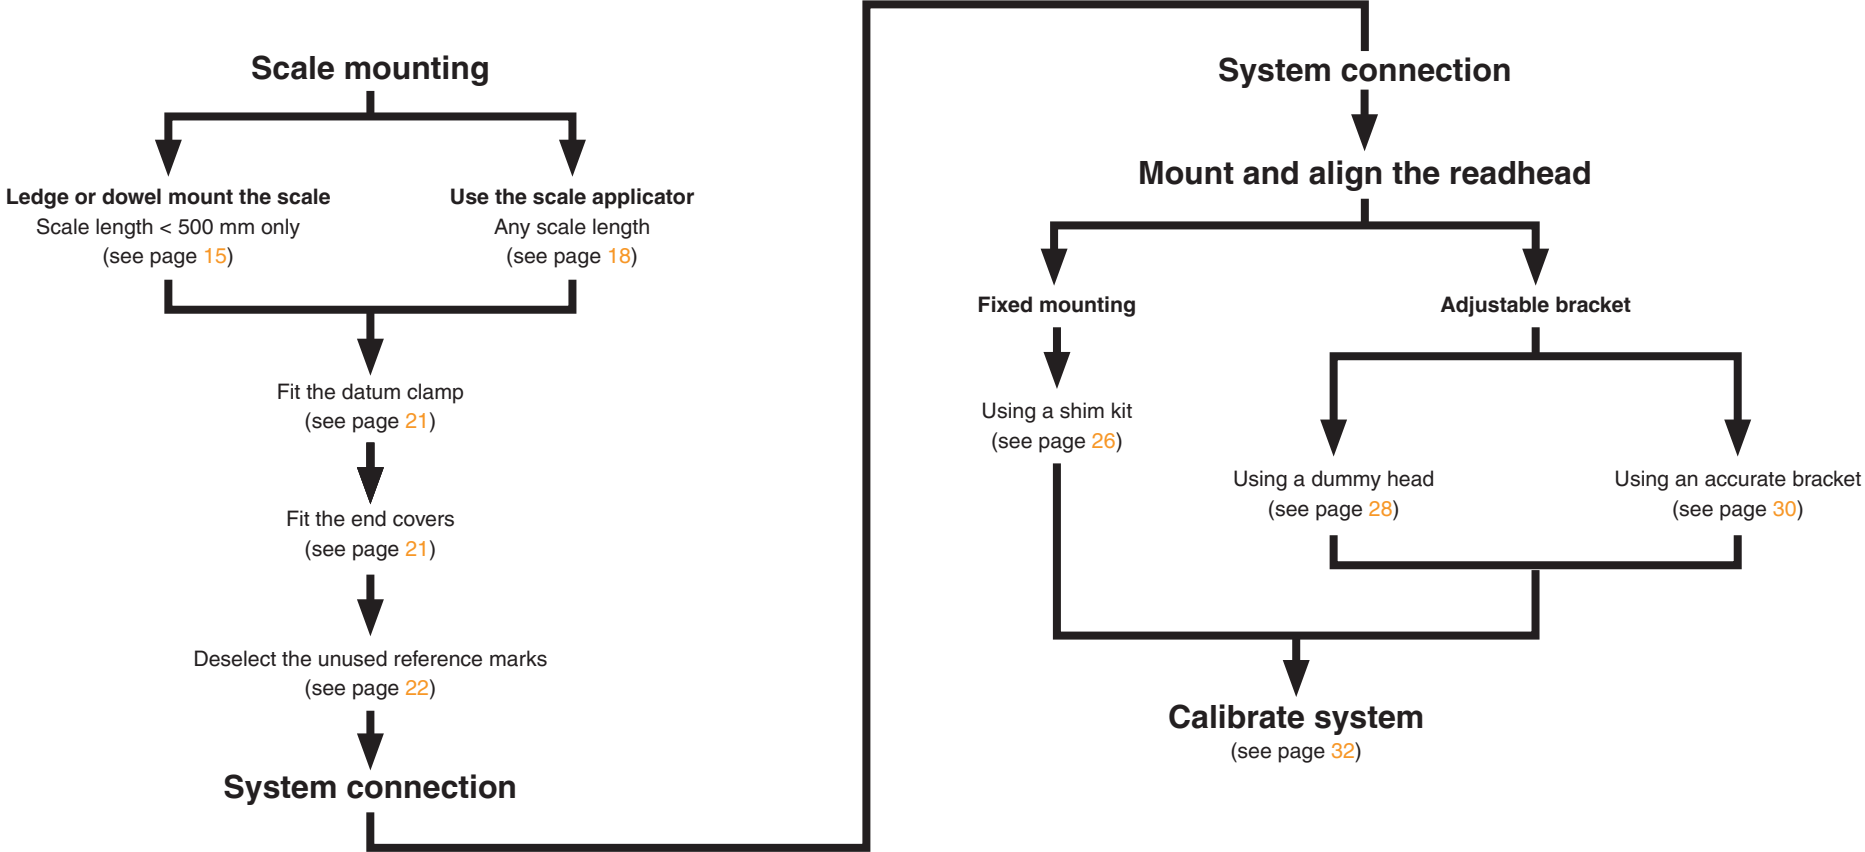 Scale mounting
Ledge or dowel mount the scale
Scale length < 500 mm only
(see page 15)
Use the scale applicator
Any scale length
(see page 18)
Fit the datum clamp
(see page 21)
Fit the end covers
(see page 21)
Deselect the unused reference marks
(see page 22)
System connection
System connection
Mount and align the readhead
Fixed mounting
Using a shim kit
(see page 26)
Adjustable bracket
Using a dummy head
(see page 28)
Using an accurate bracket
(see page 30)
Calibrate system
(see page 32)